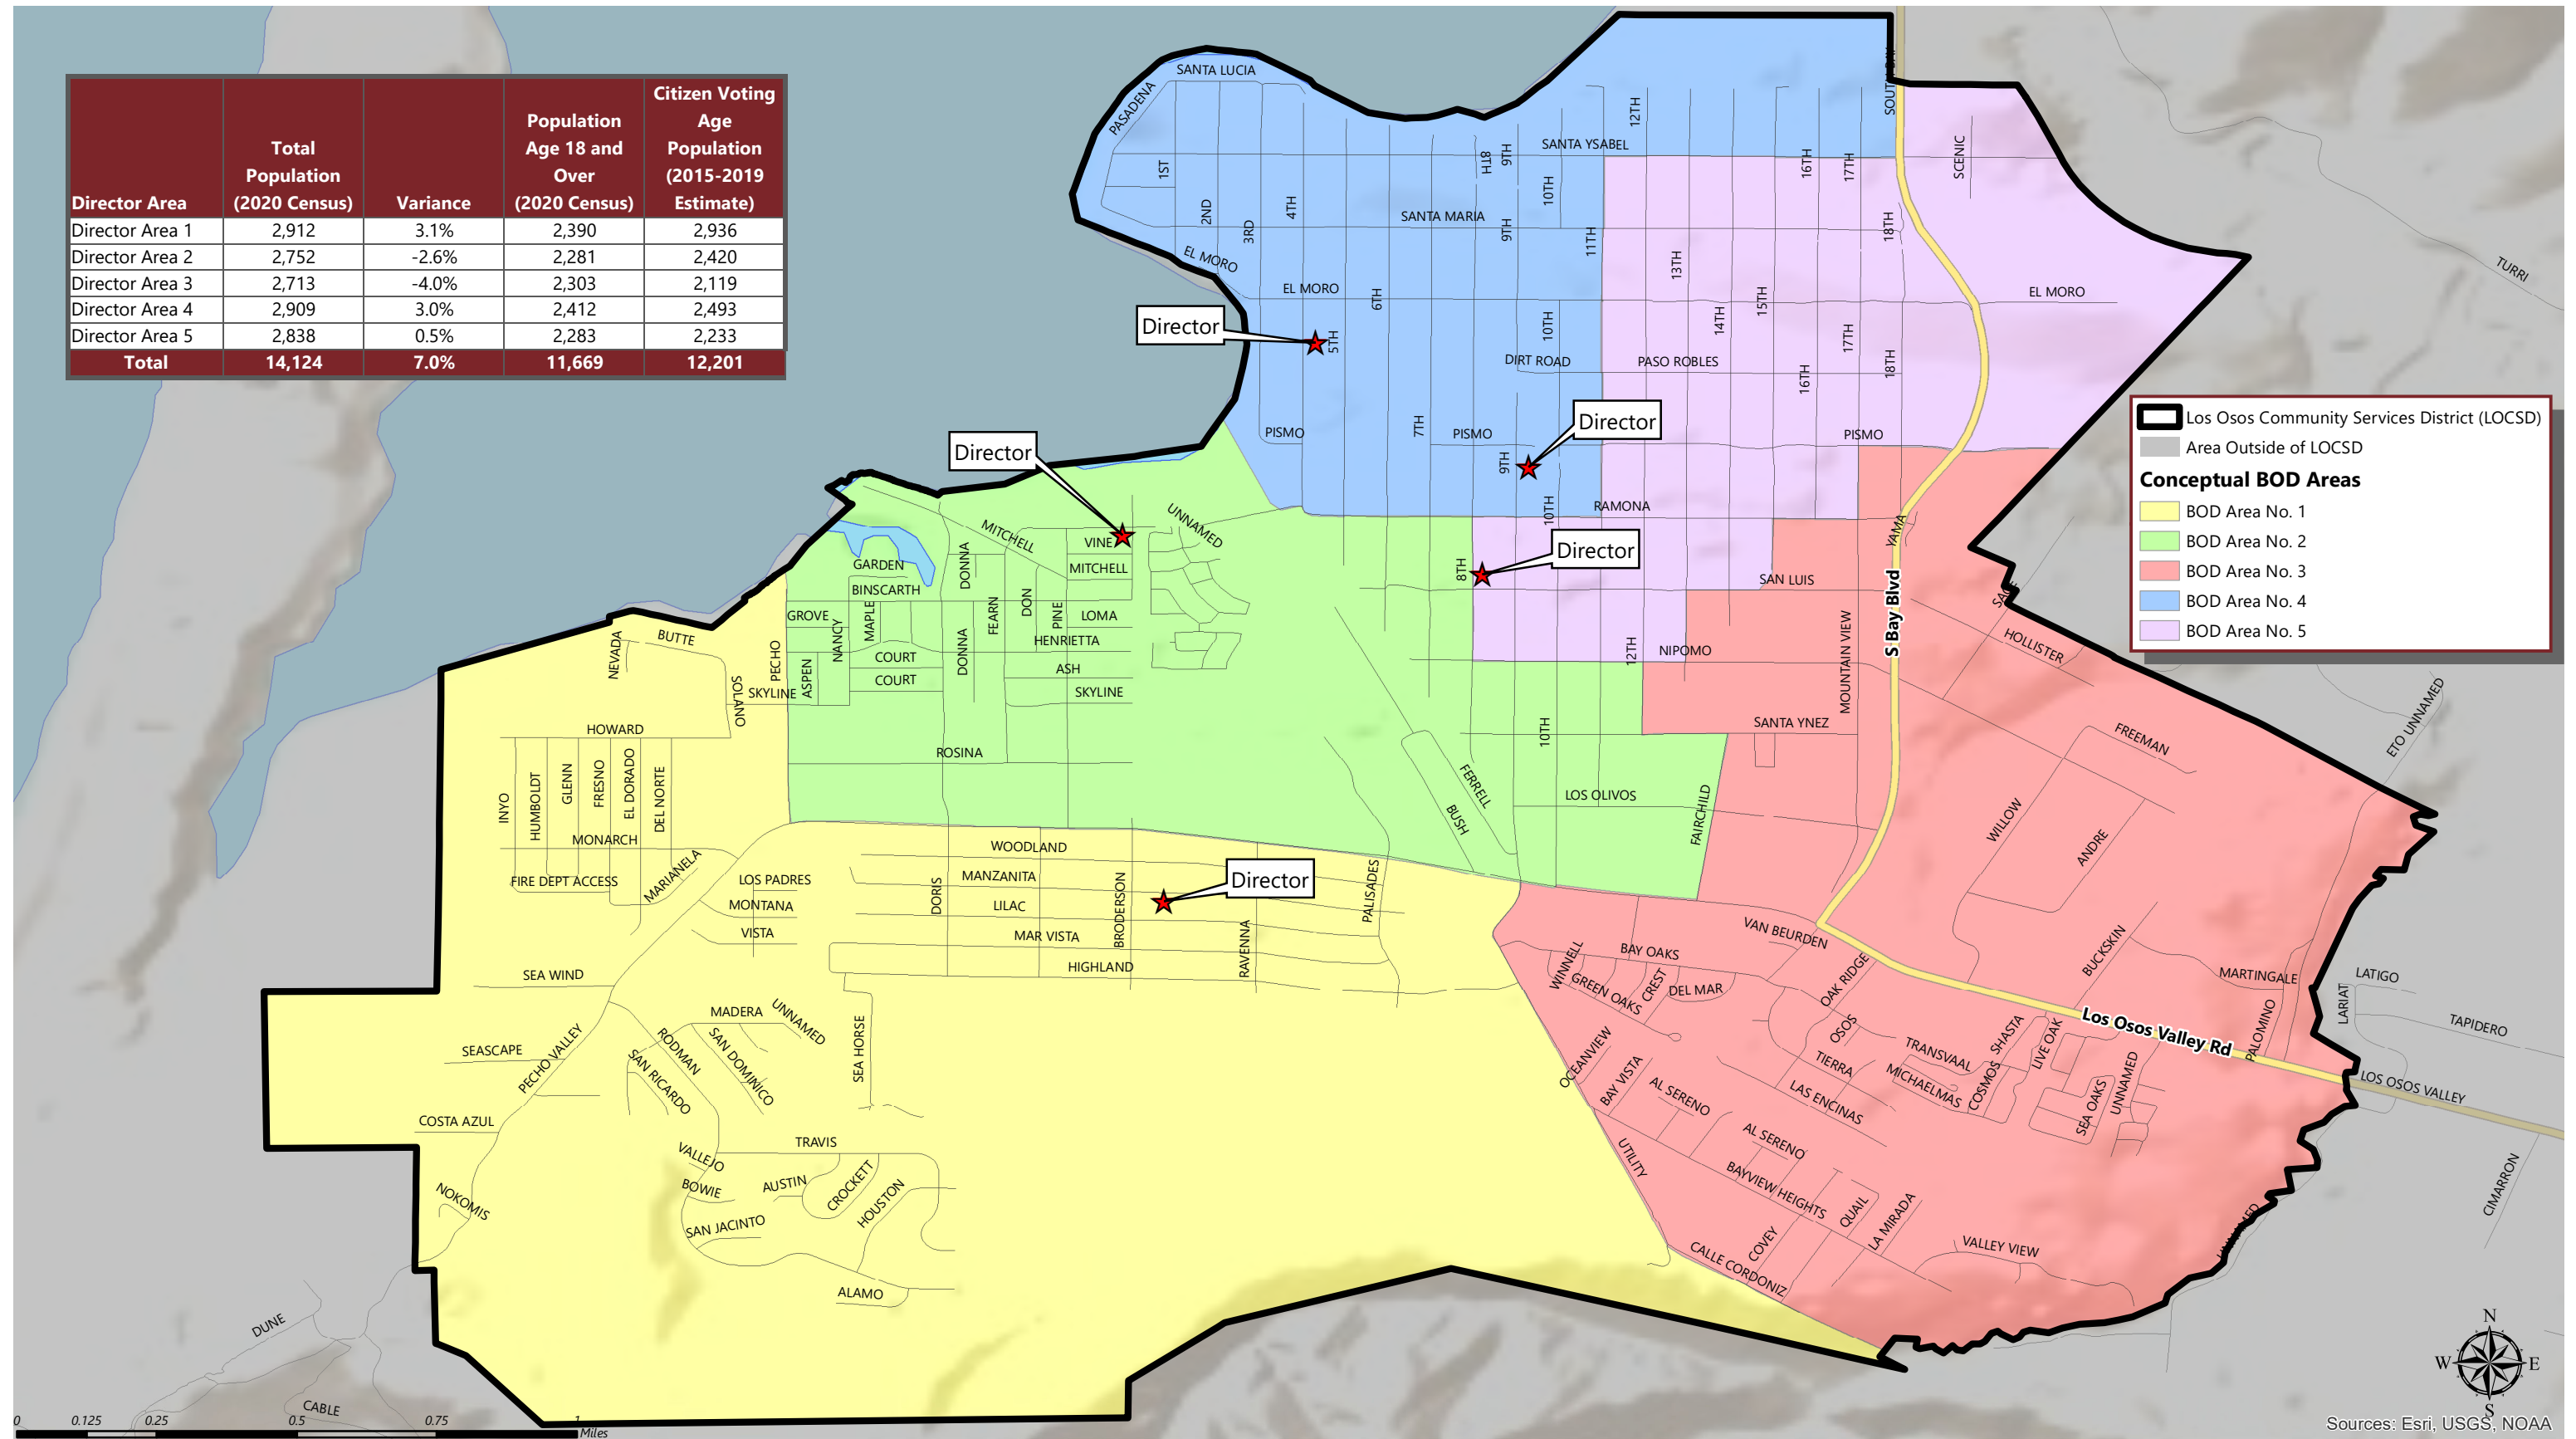 Director Area
Total Population (2020 Census)
Variance
Population Age 18 and Over (2020 Census)
Citizen Voting Age Population (2015-2019 Estimate)
Director Area 1 2,912 3.1% 2,390 2,936
Director Area 2 2,752 -2.6% 2,281 2,420
Director Area 3 2,713 -4.0% 2,303 2,119
Director Area 4 2,909 3.0% 2,412 2,493
Director Area 5 2,838 0.5% 2,283 2,233
Total 14,124 7.0% 11,669 12,201
SANTA LUCIA
PASADENA
1ST
2ND
3RD
4TH
EL MORO
EL MORO
5TH
6TH
7TH
8TH
9TH
SANTA YSABEL
12TH
10TH
SANTA MARIA
9TH
11TH
10TH
DIRT ROAD
PISMO
PISMO
9TH
10TH
16TH
17TH
SCENIC
18TH
13TH
14TH
15TH
EL MORO
17TH
18TH
16TH
PASO ROBLES
PISMO
RAMONA
TURRI
Director
Director
Director
Director
Director
Los Osos Community Services District (LOCSD)
Area Outside of LOCSD
Conceptual BOD Areas
BOD Area No. 1
BOD Area No. 2
BOD Area No. 3
BOD Area No. 4
BOD Area No. 5
MITCHELL
UNNAMED
VINE
MITCHELL
GARDEN
BINSCARTH
DONNA
GROVE
NANCY
MAPLE
FEARN
DON
PINE
LOMA
HENRIETTA
ASH
SKYLINE
COURT
COURT
DONNA
ASPEN
PECHO
SKYLINE
ROSINA
8TH
SAN LUIS
12TH
NIPOMO
YAMA
S Bay Blvd
MOUNTAIN VIEW
SANTA YNEZ
HOLLISTER
FREEMAN
ETO UNNAMED
10TH
FERRELL
BUSH
LOS OLIVOS
FAIRCHILD
WILLOW
ANDRE
BUTTE
NEVADA
SOLANO
HOWARD
INYO
HUMBOLDT
GLENN
FRESNO
EL DORADO
DEL NORTE
MONARCH
FIRE DEPT ACCESS
MARIANELA
LOS PADRES
MONTANA
VISTA
WOODLAND
MANZANITA
LILAC
MAR VISTA
HIGHLAND
DORIS
BRODERSON
RAVENNA
PALISADES
SEA WIND
SEASCAPE
PECHO VALLEY
COSTA AZUL
NOKOMIS
MADERA
UNNAMED
RODMAN
SAN DOMINICO
SAN RICARDO
SEA HORSE
TRAVIS
VALLEJO
BOWIE
AUSTIN
CROCKETT
HOUSTON
SAN JACINTO
ALAMO
VAN BEURDEN
BAY OAKS
WINNELL
GREEN OAKS
CREST
DEL MAR
OAK RIDGE
OSOS
BUCKSKIN
MARTINGALE
PALOMINO
LATIGO
LARIAT
TAPIDERO
Los Osos Valley Rd
LOS OSOS VALLEY
OCEANVIEW
BAY VISTA
AL SERENO
TIERRA
LAS ENCINAS
TRANSVAAL
MICHAELMAS
COSMOS
SHASTA
LIVE OAK
SEA OAKS
UNNAMED
UTILITY
AL SERENO
BAYVIEW HEIGHTS
QUAIL
LA MIRADA
COVEY
CALLE CORDONIZ
VALLEY VIEW
CIMARRON
DUNE
CABLE
0 0.125 0.25 0.5 0.75 1
Miles
N
W E
S
Sources: Esri, USGS, NOAA